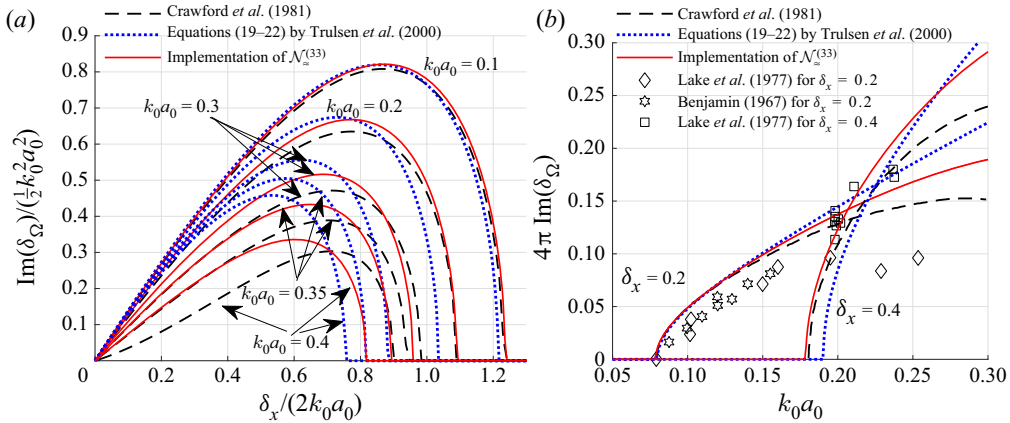 (a)
Crawford et al. (1981)
Equations (19–22) by Trulsen et al. (2000)
Implementation of 𝒩≃^(33)
Im(δ_Ω)/(½k₀²a₀²)
0.9
0.8
0.7
0.6
0.5
0.4
0.3
0.2
0.1
k₀a₀ = 0.1
k₀a₀ = 0.2
k₀a₀ = 0.3
k₀a₀ = 0.35
k₀a₀ = 0.4
0 0.2 0.4 0.6 0.8 1.0 1.2
δₓ/(2k₀a₀)
(b)
Crawford et al. (1981)
Equations (19–22) by Trulsen et al. (2000)
Implementation of 𝒩≃^(33)
Lake et al. (1977) for δₓ = 0.2
Benjamin (1967) for δₓ = 0.2
Lake et al. (1977) for δₓ = 0.4
4π Im(δ_Ω)
0.30
0.25
0.20
0.15
0.10
0.05
0
δₓ = 0.2
δₓ = 0.4
0.05 0.10 0.15 0.20 0.25 0.30
k₀a₀